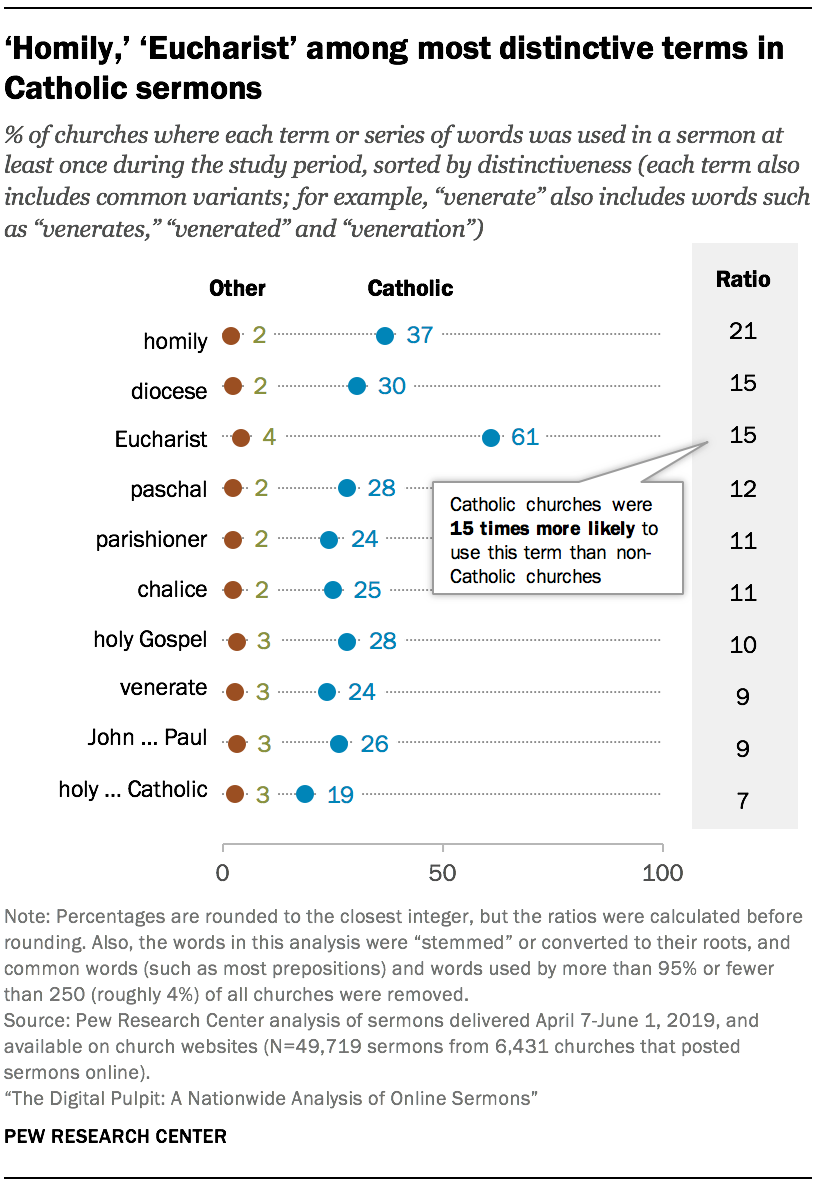 ‘Homily,’ ‘Eucharist’ among most distinctive terms in
Catholic sermons
% of churches where each term or series of words was used in a sermon at
least once during the study period, sorted by distinctiveness (each term also
includes common variants; for example, “venerate” also includes words such
as “venerates,” “venerated” and “veneration”)
Other Catholic Ratio
homily 2 37 21
diocese 2 30 15
Eucharist 4 61 15
paschal 2 28 12
parishioner 2 24 11
chalice 2 25 11
holy Gospel 3 28 10
venerate 3 24 9
John ... Paul 3 26 9
holy ... Catholic 3 19 7
Catholic churches were
15 times more likely to
use this term than non-
Catholic churches
0 50 100
Note: Percentages are rounded to the closest integer, but the ratios were calculated before
rounding. Also, the words in this analysis were “stemmed” or converted to their roots, and
common words (such as most prepositions) and words used by more than 95% or fewer
than 250 (roughly 4%) of all churches were removed.
Source: Pew Research Center analysis of sermons delivered April 7-June 1, 2019, and
available on church websites (N=49,719 sermons from 6,431 churches that posted
sermons online).
“The Digital Pulpit: A Nationwide Analysis of Online Sermons”
PEW RESEARCH CENTER